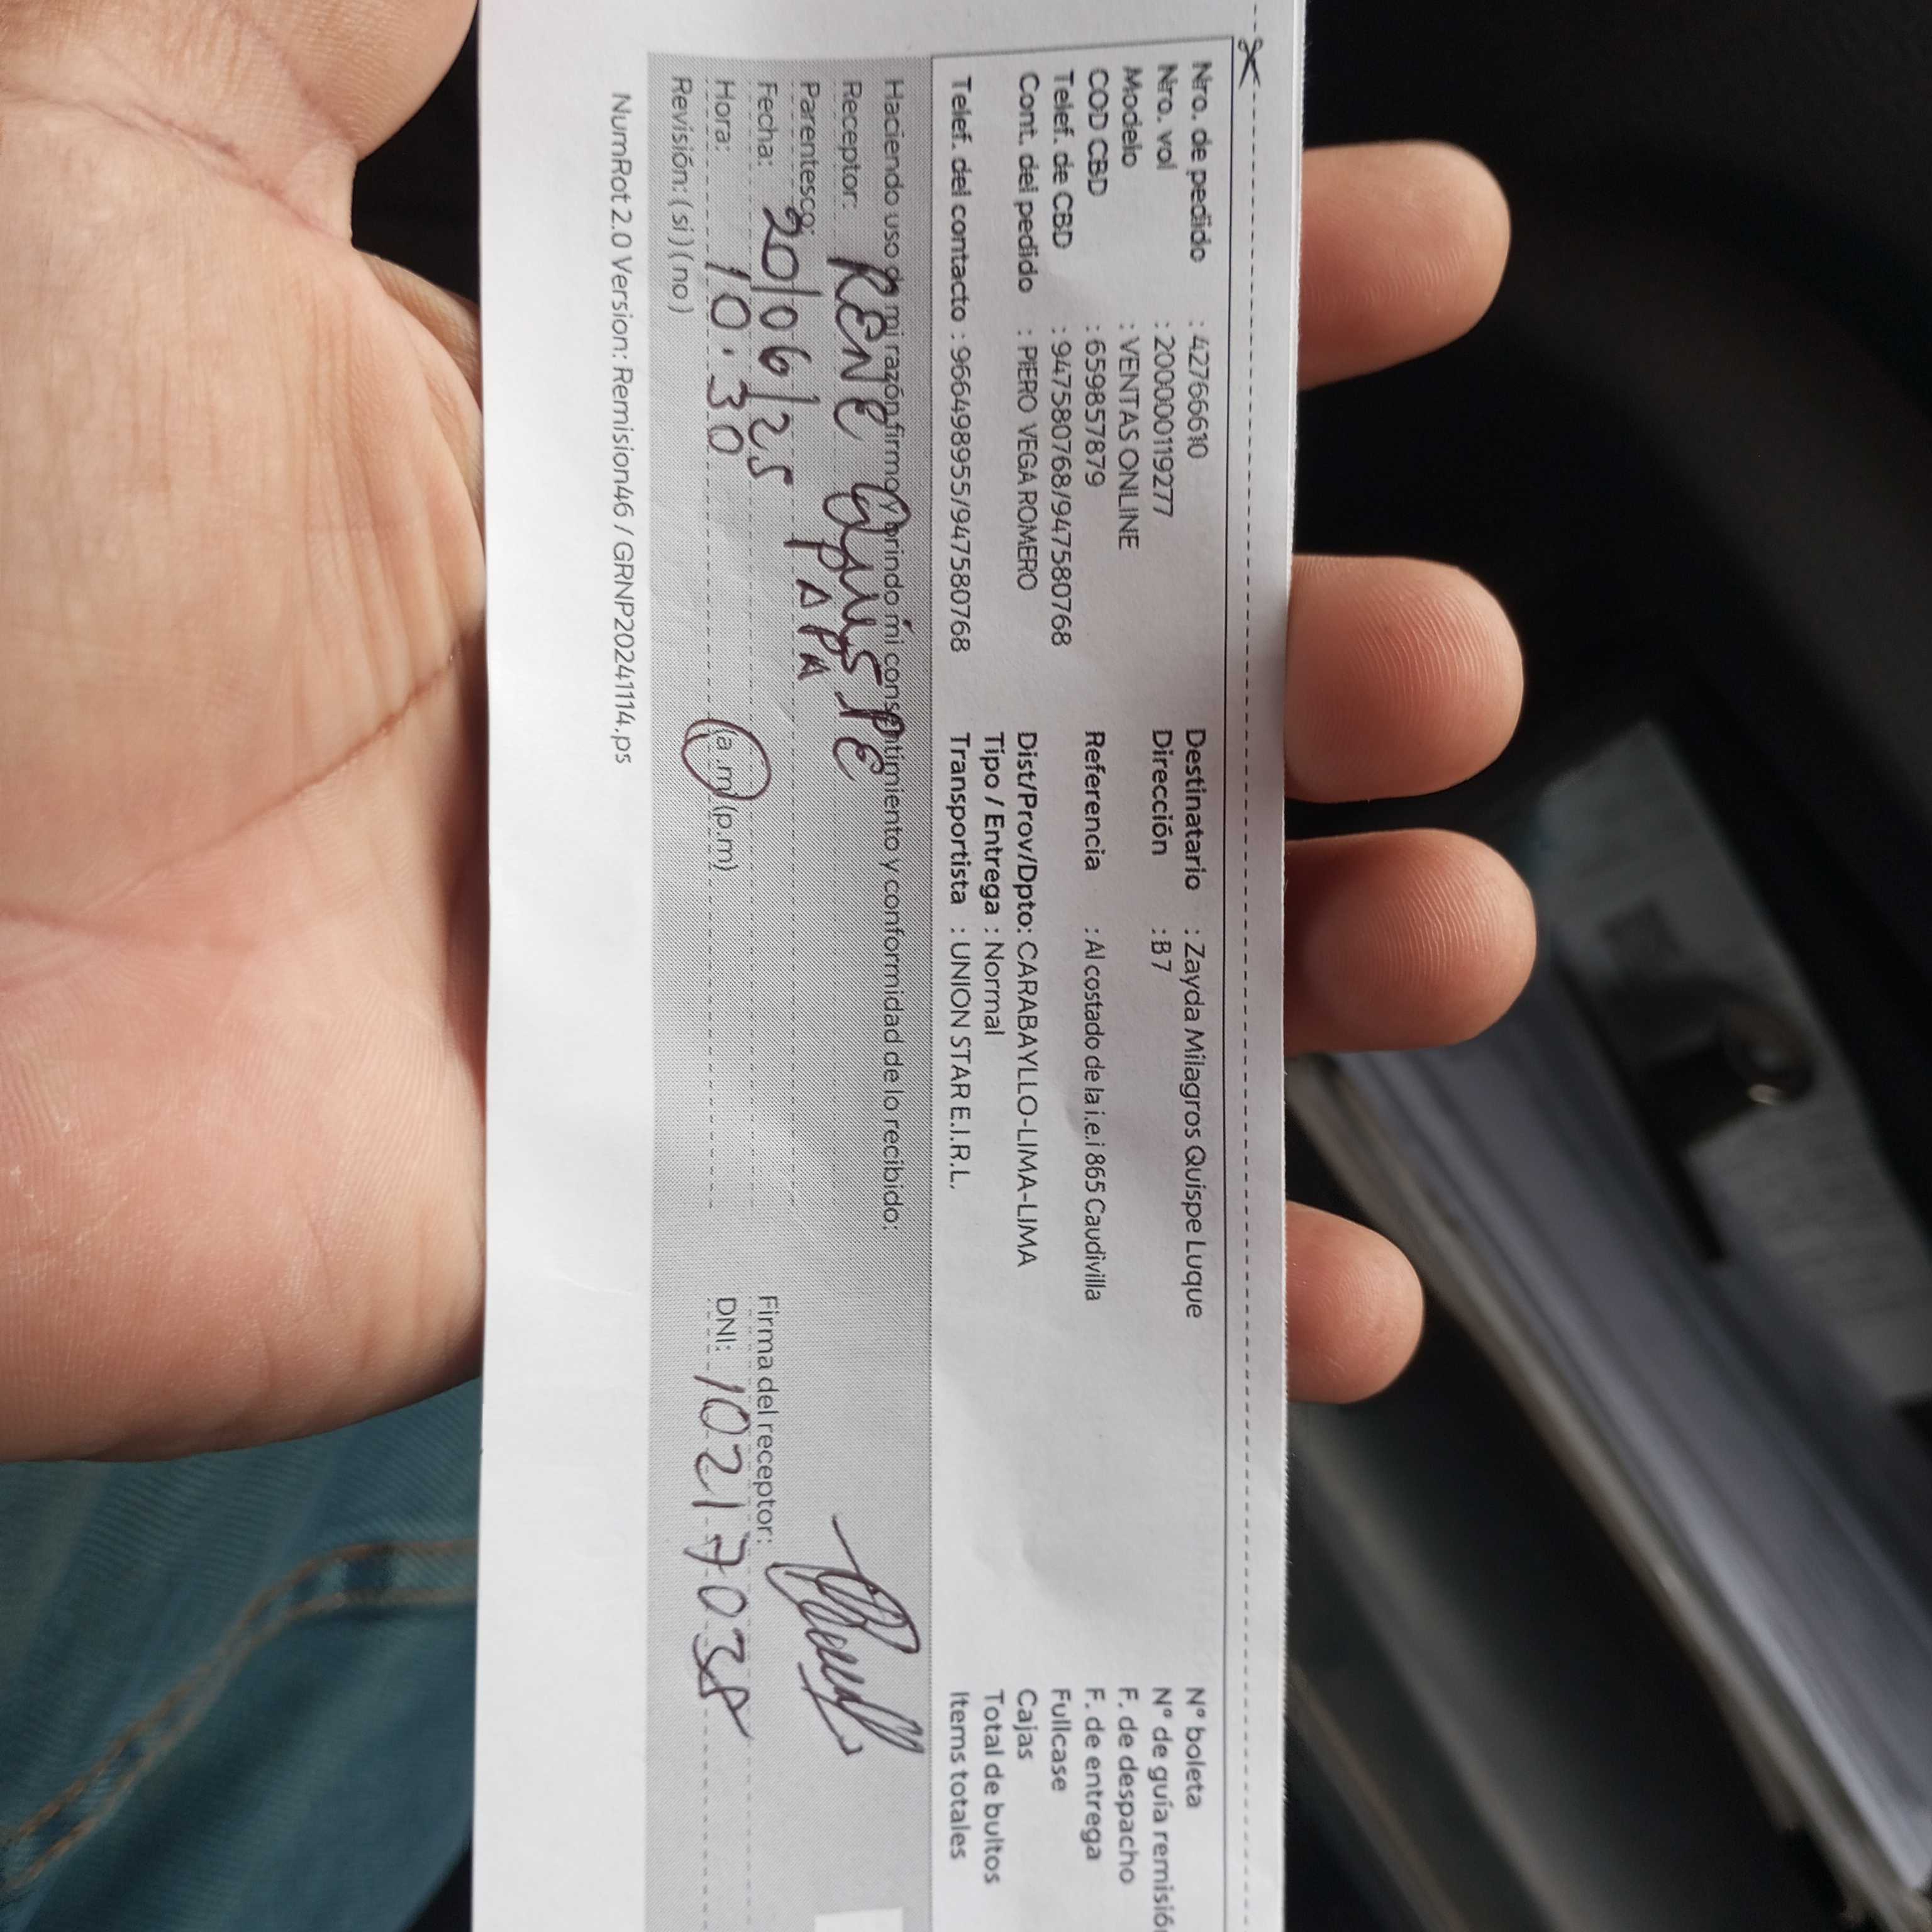 Nro. de pedido : 42766610
Nro. vol : 2000001119277
Modelo : VENTAS ONLINE
COD CBD : 659857879
Telef. de CBD : 947580768/947580768
Cont. del pedido : PIERO VEGA ROMERO
Telef. del contacto : 966498955/947580768
Destinatario : Zayda Milagros Quispe Luque
Dirección : B 7
Referencia : Al costado de la i.e.i 865 Caudivilla
Dist/Prov/Dpto: CARABAYLLO-LIMA-LIMA
Tipo / Entrega : Normal
Transportista : UNION STAR E.I.R.L.
N° boleta
N° de guía remisión
F. de despacho
F. de entrega
Fullcase
Cajas
Total de bultos
Items totales
Haciendo uso de mi razón firmo y brindo mi consentimiento y conformidad de lo recibido:
Receptor: RENE QUISPE
Parentesco: PAPA
Fecha: 20/06/25
Hora: 10:30 (a.m) (p.m)
Revisión: ( si ) ( no )
Firma del receptor:
DNI: 10217038
NumRot 2.0 Version: Remision46 / GRNP20241114.ps